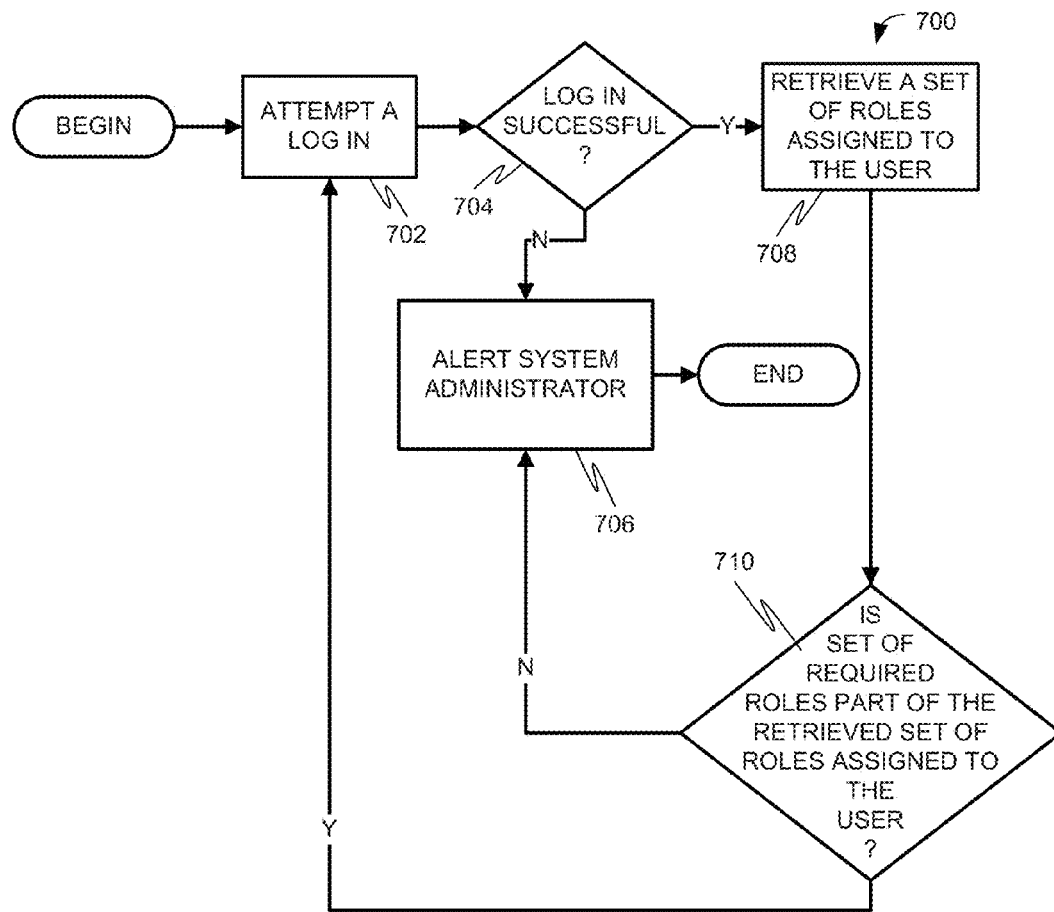 700
BEGIN
ATTEMPT A
LOG IN
702
LOG IN
SUCCESSFUL
?
704
Y
RETRIEVE A SET
OF ROLES
ASSIGNED TO
THE USER
708
N
ALERT SYSTEM
ADMINISTRATOR
706
END
710
IS
SET OF
REQUIRED
ROLES PART OF THE
RETRIEVED SET OF
ROLES ASSIGNED TO
THE
USER
?
N
Y